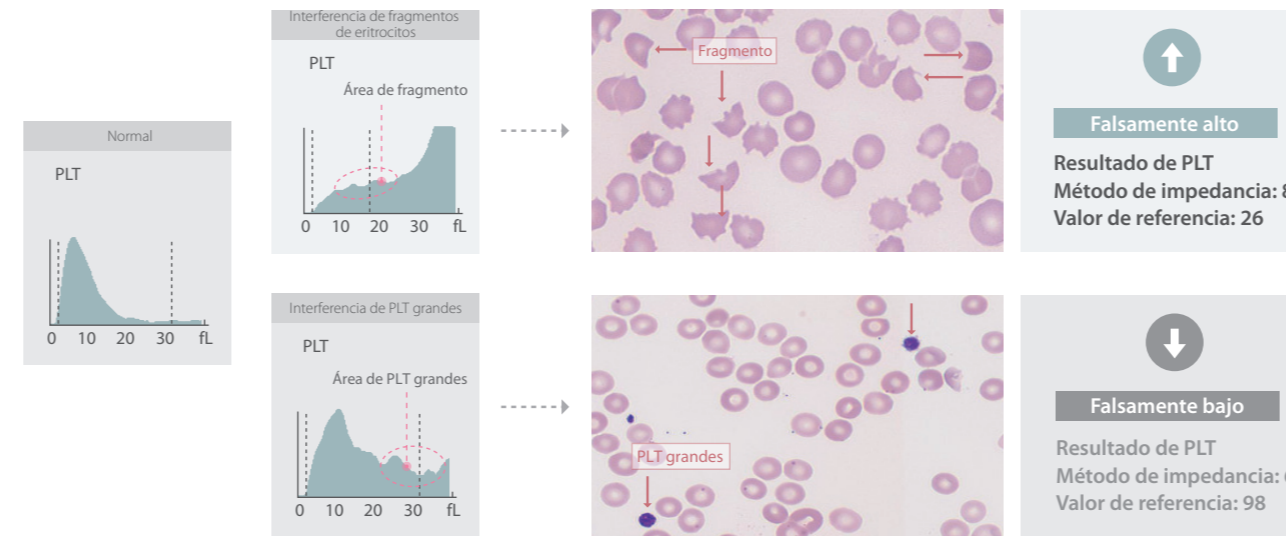 Normal
PLT
0 10 20 30 fL
Interferencia de fragmentos
de eritrocitos
PLT
Área de fragmento
0 10 20 30 fL
Fragmento
Falsamente alto
Resultado de PLT
Método de impedancia:
Valor de referencia: 26
Interferencia de PLT grandes
PLT
Área de PLT grandes
0 10 20 30 fL
PLT grandes
Falsamente bajo
Resultado de PLT
Método de impedancia:
Valor de referencia: 98